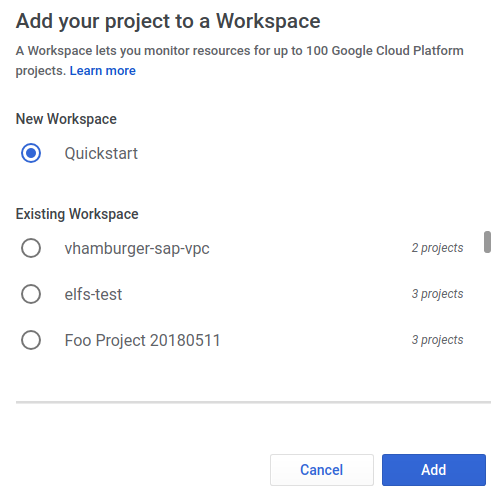 Add your project to a Workspace
A Workspace lets you monitor resources for up to 100 Google Cloud Platform
projects. Learn more
New Workspace
Quickstart
Existing Workspace
vhamburger-sap-vpc 2 projects
elfs-test 3 projects
Foo Project 20180511 3 projects
Cancel Add